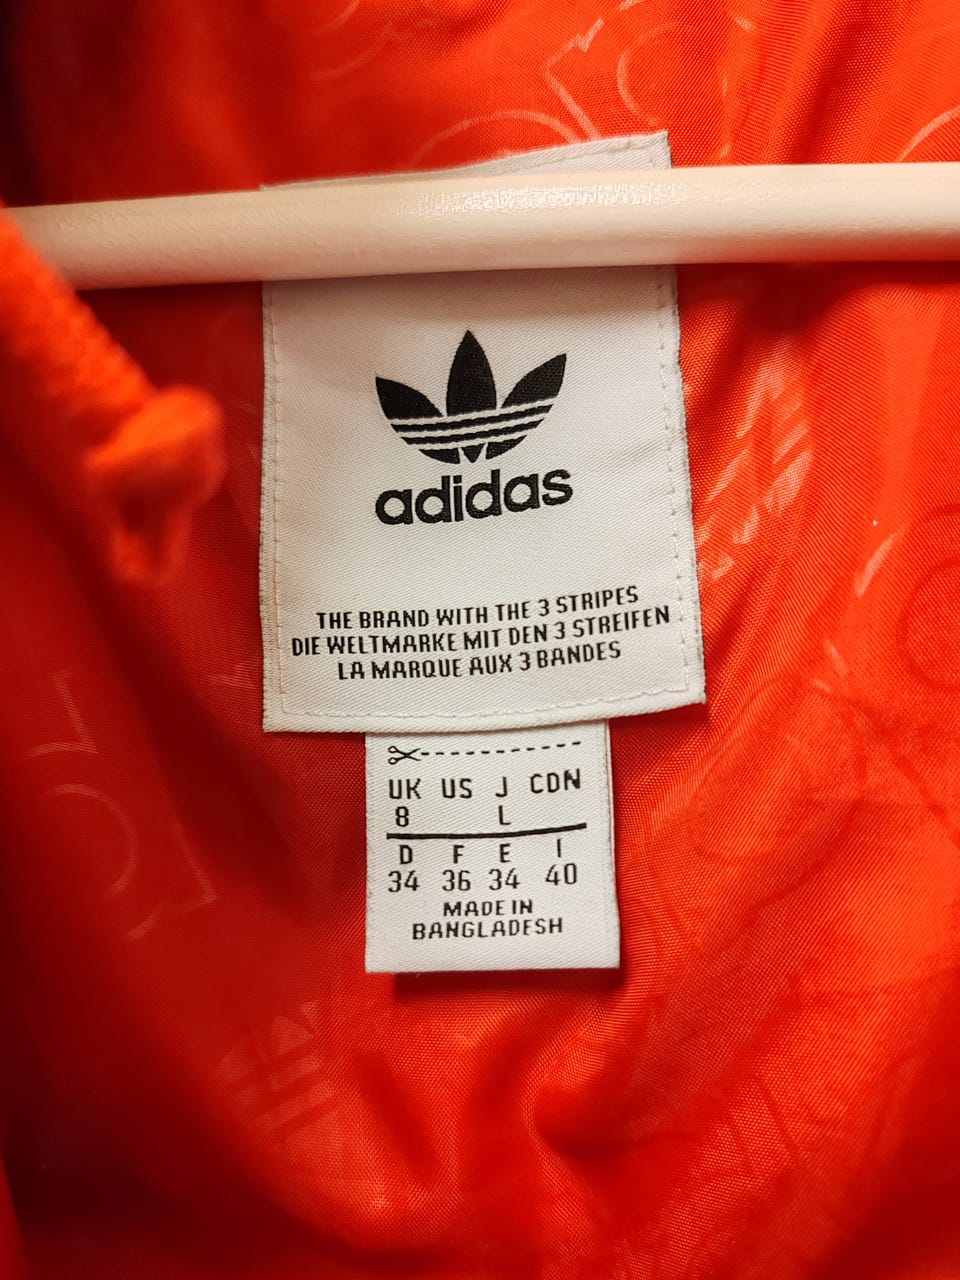 adidas
THE BRAND WITH THE 3 STRIPES
DIE WELTMARKE MIT DEN 3 STREIFEN
LA MARQUE AUX 3 BANDES
UK US J CDN
8 L
D F E I
34 36 34 40
MADE IN
BANGLADESH